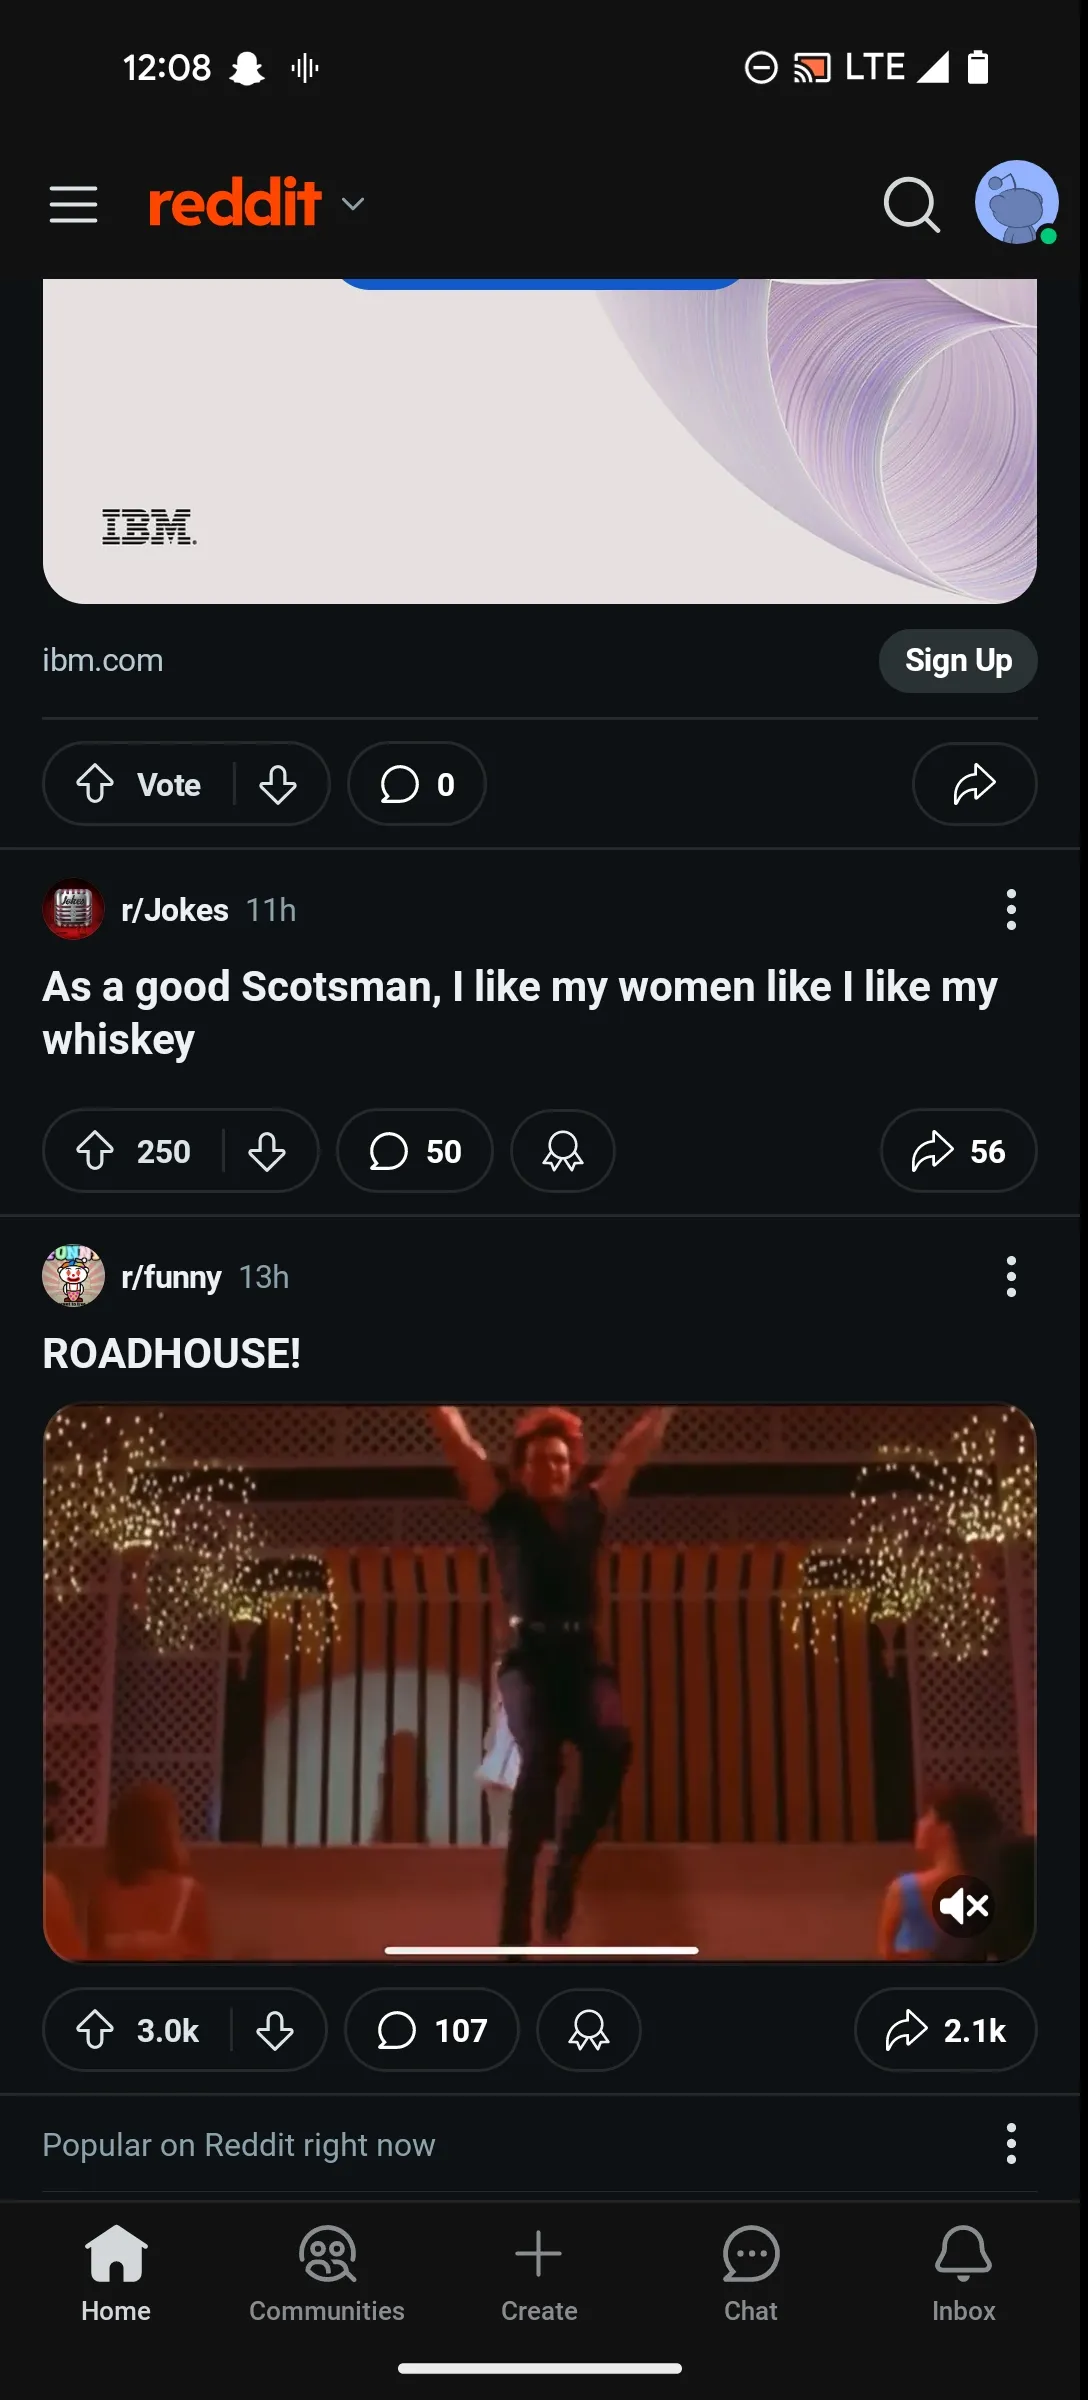 12:08 LTE
reddit
IBM.
ibm.com Sign Up
Vote 0
r/Jokes 11h
As a good Scotsman, I like my women like I like my
whiskey
250 50 56
r/funny 13h
ROADHOUSE!
3.0k 107 2.1k
Popular on Reddit right now
Home Communities Create Chat Inbox